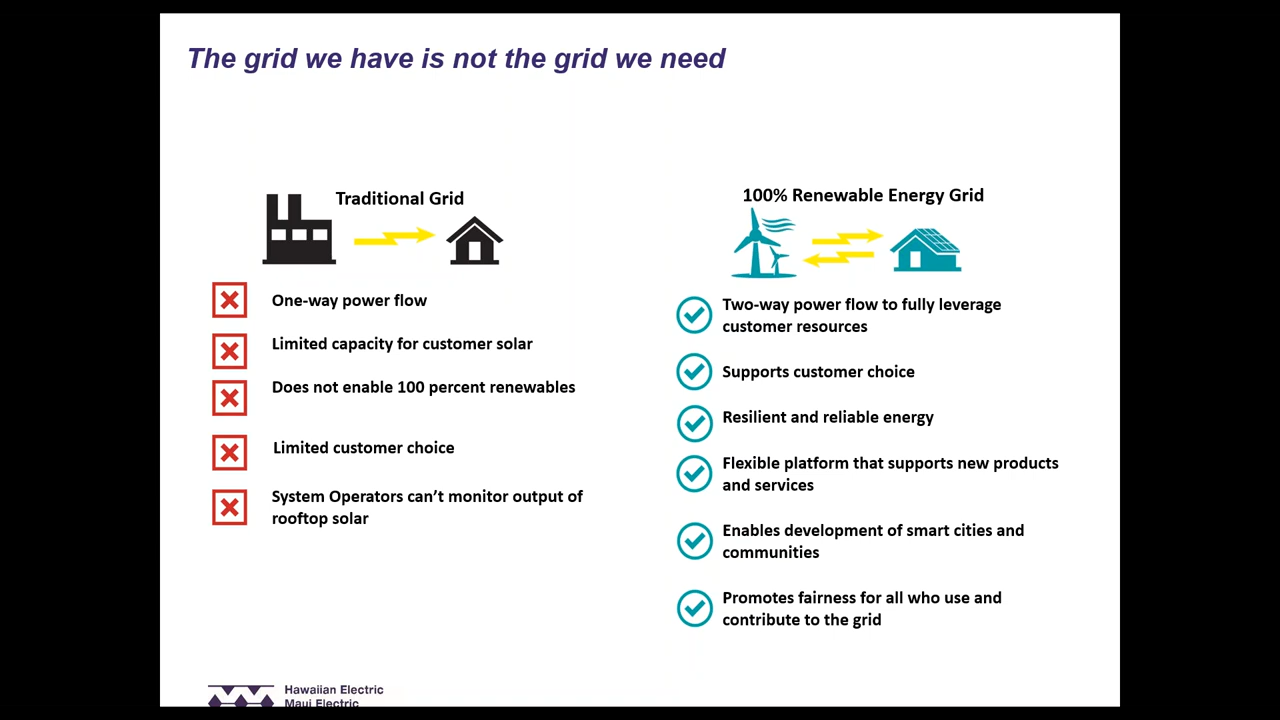 The grid we have is not the grid we need
Traditional Grid
One-way power flow
Limited capacity for customer solar
Does not enable 100 percent renewables
Limited customer choice
System Operators can’t monitor output of
rooftop solar
100% Renewable Energy Grid
Two-way power flow to fully leverage
customer resources
Supports customer choice
Resilient and reliable energy
Flexible platform that supports new products
and services
Enables development of smart cities and
communities
Promotes fairness for all who use and
contribute to the grid
Hawaiian Electric
Maui Electric